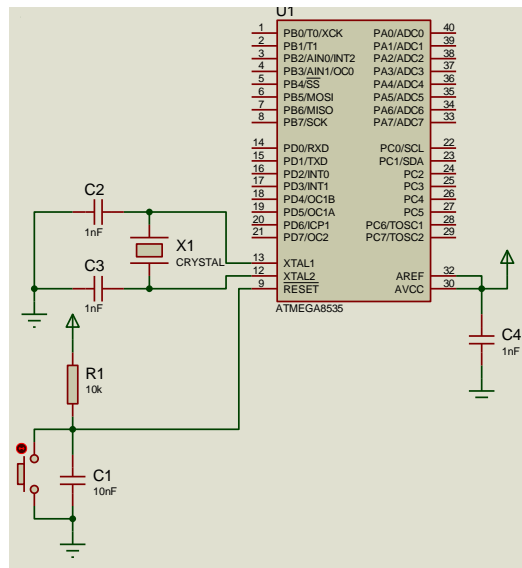 U1
1 PB0/T0/XCK PA0/ADC0 40
2 PB1/T1 PA1/ADC1 39
3 PB2/AIN0/INT2 PA2/ADC2 38
4 PB3/AIN1/OC0 PA3/ADC3 37
5 PB4/SS PA4/ADC4 36
6 PB5/MOSI PA5/ADC5 35
7 PB6/MISO PA6/ADC6 34
8 PB7/SCK PA7/ADC7 33
14 PD0/RXD PC0/SCL 22
15 PD1/TXD PC1/SDA 23
16 PD2/INT0 PC2 24
17 PD3/INT1 PC3 25
18 PD4/OC1B PC4 26
19 PD5/OC1A PC5 27
20 PD6/ICP1 PC6/TOSC1 28
21 PD7/OC2 PC7/TOSC2 29
13 XTAL1
12 XTAL2 AREF 32
9 RESET AVCC 30
ATMEGA8535
C2
1nF
X1
CRYSTAL
C3
1nF
C4
1nF
R1
10k
C1
10nF